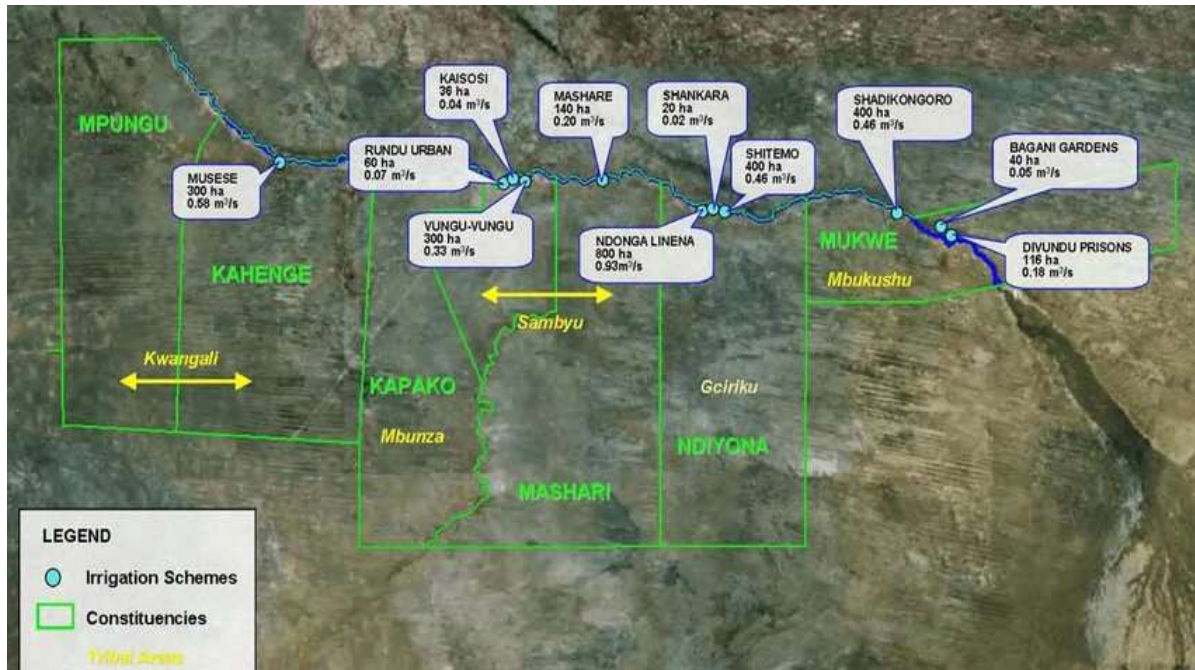 KAISOSI
36 ha
0.04 m³/s
MASHARE
140 ha
0.20 m³/s
SHANKARA
20 ha
0.02 m³/s
SHADIKONGORO
400 ha
0.46 m³/s
MPUNGU
RUNDU URBAN
60 ha
0.07 m³/s
SHITEMO
400 ha
0.46 m³/s
BAGANI GARDENS
40 ha
0.05 m³/s
MUSESE
300 ha
0.58 m³/s
VUNGU-VUNGU
300 ha
0.33 m³/s
NDONGA LINENA
800 ha
0.93m³/s
MUKWE
DIVUNDU PRISONS
116 ha
0.18 m³/s
KAHENGE
Mbukushu
Sambyu
Kwangali
KAPAKO
Gciriku
Mbunza
NDIYONA
MASHARI
LEGEND
Irrigation Schemes
Constituencies
Tribal Areas